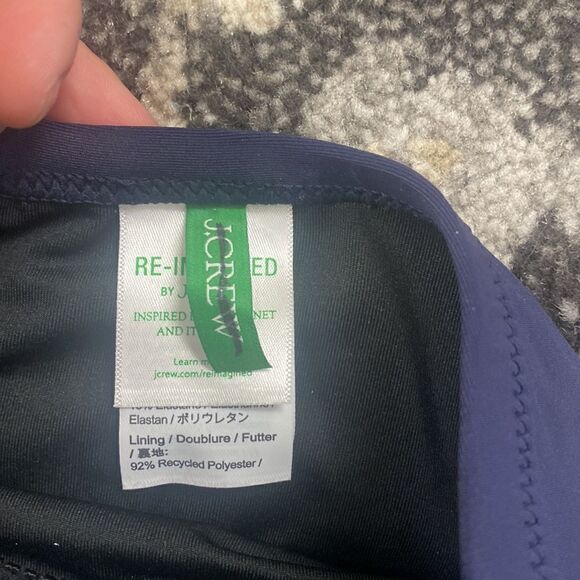 J.CREW
RE-IM ED
BY J
INSPIRED NET
AND IT
Learn m
jcrew.com/reimagined
Elastan / ポリウレタン
Lining / Doublure / Futter
/ 裏地:
92% Recycled Polyester /